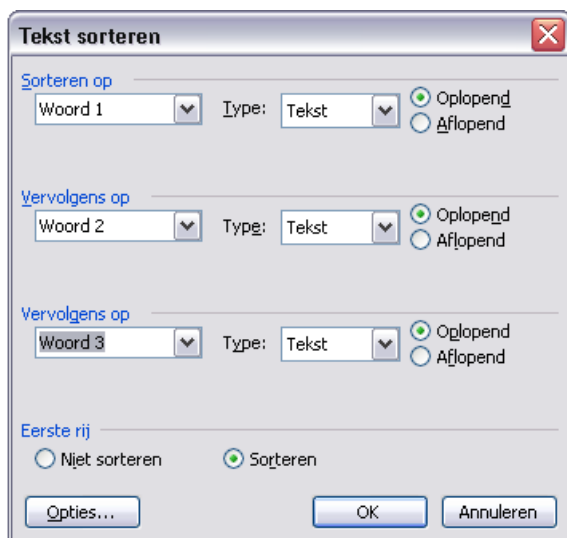 Tekst sorteren
Sorteren op
Woord 1 Type: Tekst Oplopend
Aflopend
Vervolgens op
Woord 2 Type: Tekst Oplopend
Aflopend
Vervolgens op
Woord 3 Type: Tekst Oplopend
Aflopend
Eerste rij
Niet sorteren Sorteren
Opties... OK Annuleren